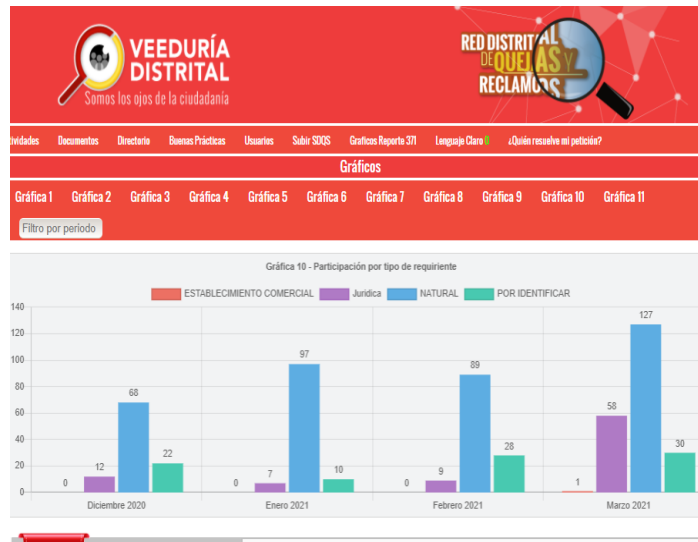 VEEDURÍA
DISTRITAL
Somos los ojos de la ciudadanía
RED DISTRITAL
DE QUEJAS Y
RECLAMOS
tividades Documentos Directorio Buenas Prácticas Usuarios Subir SDQS Graficos Reporte 371 Lenguaje Claro ¿Quién resuelve mi petición?
Gráficos
Gráfica 1 Gráfica 2 Gráfica 3 Gráfica 4 Gráfica 5 Gráfica 6 Gráfica 7 Gráfica 8 Gráfica 9 Gráfica 10 Gráfica 11
Filtro por periodo
Gráfica 10 - Participación por tipo de requiriente
ESTABLECIMIENTO COMERCIAL Juridica NATURAL POR IDENTIFICAR
140
127
120
100
97
89
80
68
60
58
40
30
28
22
20
12
10
9
7
0 0 0 1
0
Diciembre 2020 Enero 2021 Febrero 2021 Marzo 2021